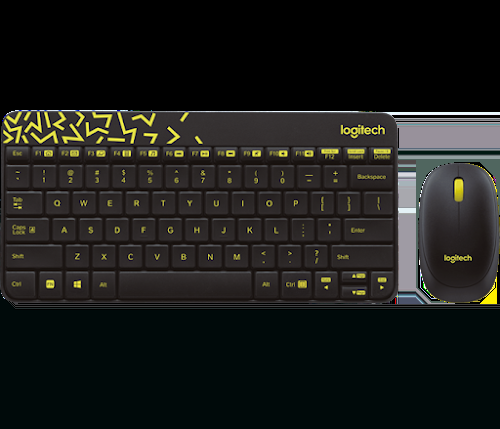 logitech
Esc F1 F2 F3 F4 F5 F6 F7 F8 F9 F10 F11 F12 Insert Delete
~ ! @ # $ % ^ & * ( ) _ + Backspace
` 1 2 3 4 5 6 7 8 9 0 - =
Tab Q W E R T Y U I O P { } |
[ ] \
Caps Lock A A S D F G H J K L : " Enter
; '
Shift Z X C V B N M < > ? Shift
, . /
Ctrl Fn Alt Alt Ctrl
logitech